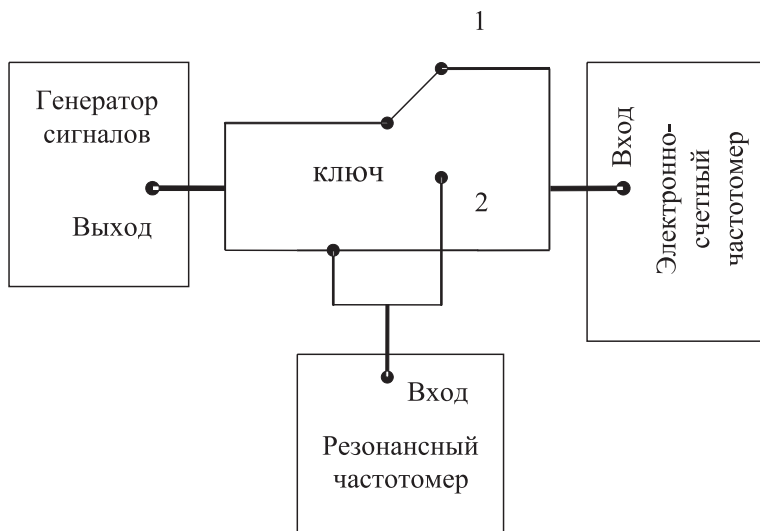 1
Генератор
сигналов
Выход
ключ
2
Вход
Электронно-
счетный
частотомер
Вход
Резонансный
частотомер